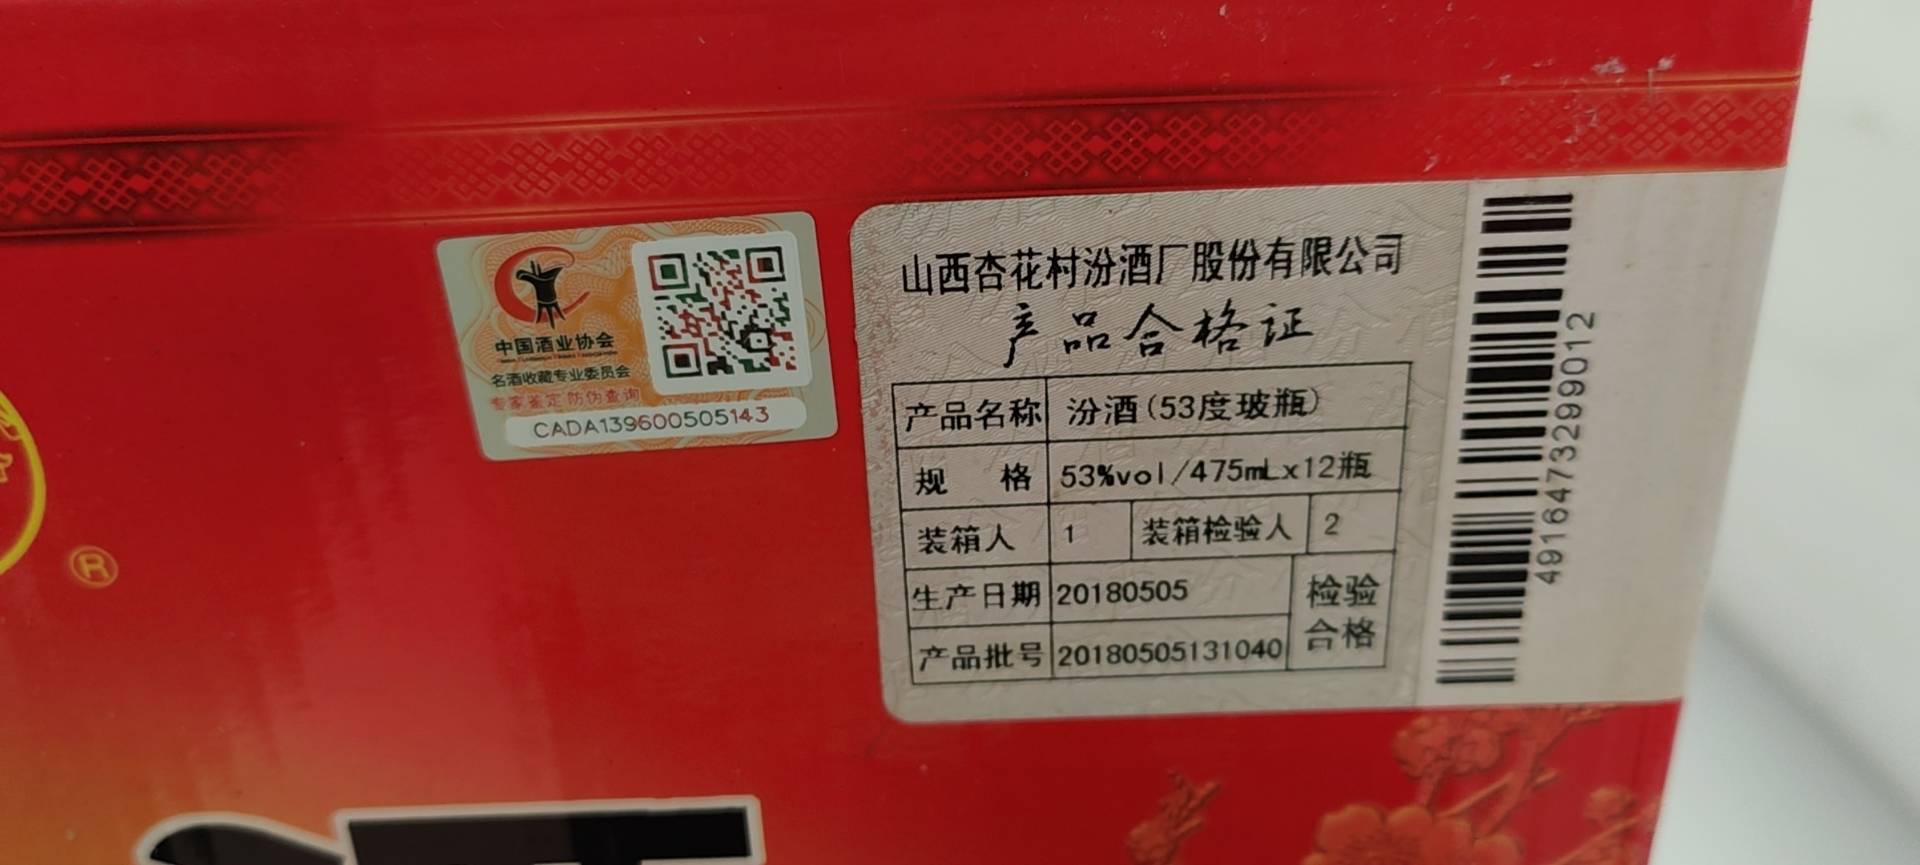 中国酒业协会
名酒收藏专业委员会
专家鉴定 防伪查询
CADA139600505143
山西杏花村汾酒厂股份有限公司
产品合格证
产品名称 汾酒(53度玻瓶)
规 格 53%vol/475mLx12瓶
装箱人 1 装箱检验人 2
生产日期 20180505 检验
产品批号 20180505131040 合格
4916473299012
®